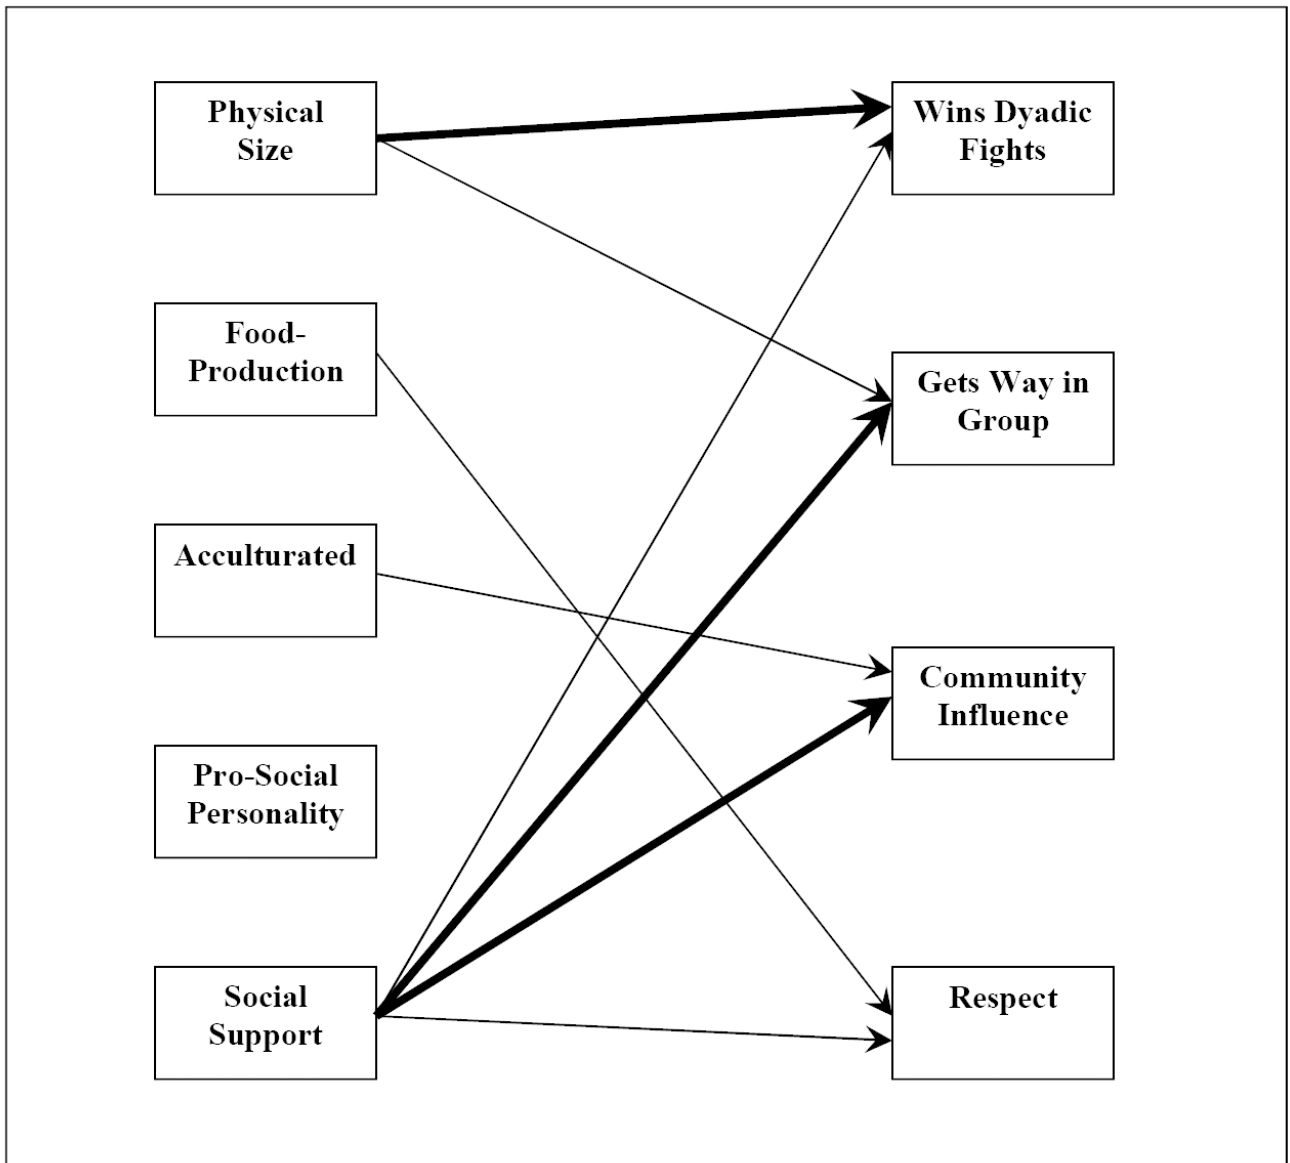 Physical
Size
Wins Dyadic
Fights
Food-
Production
Gets Way in
Group
Acculturated
Community
Influence
Pro-Social
Personality
Social
Support
Respect